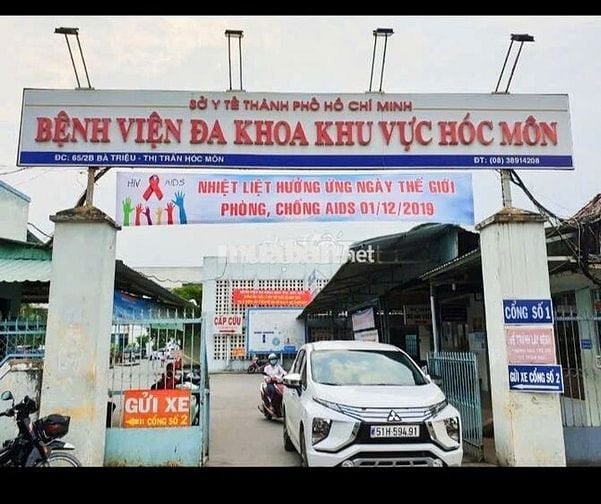 SỞ Y TẾ THÀNH PHỐ HỒ CHÍ MINH
BỆNH VIỆN ĐA KHOA KHU VỰC HÓC MÔN
ĐC: 65/2B BÀ TRIỆU - THỊ TRẤN HÓC MÔN
ĐT: (08) 38914208
HIV AIDS
NHIỆT LIỆT HƯỞNG ỨNG NGÀY THẾ GIỚI
PHÒNG, CHỐNG AIDS 01/12/2019
muaban.net
CẤP CỨU
CỔNG SỐ 1
GỬI XE CỔNG SỐ 2
GỬI XE
CỔNG SỐ 2
51H-594.91